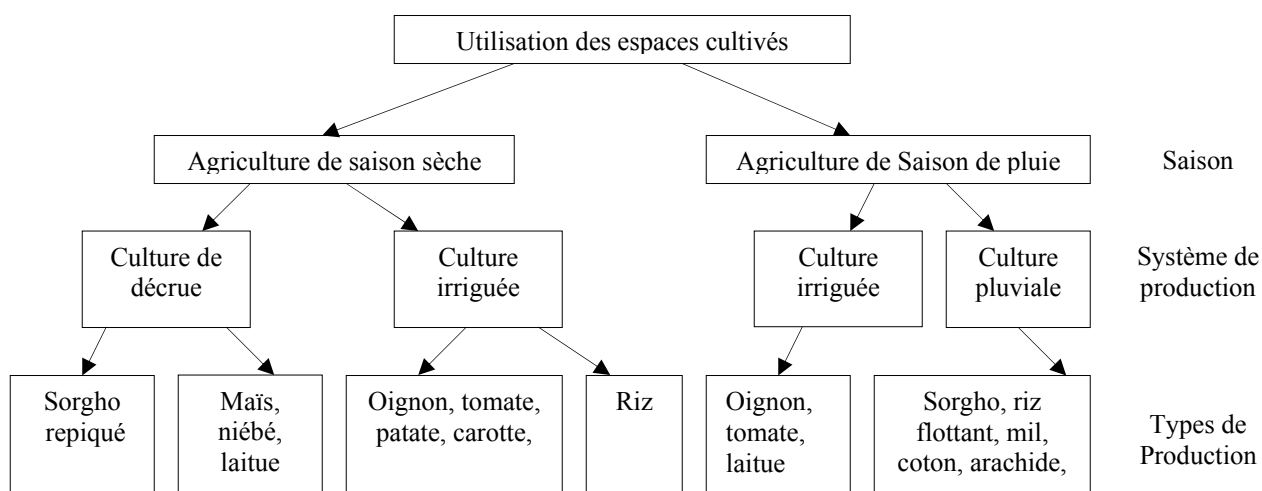 Utilisation des espaces cultivés
Agriculture de saison sèche
Agriculture de Saison de pluie
Saison
Culture de
décrue
Culture
irriguée
Culture
irriguée
Culture
pluviale
Système de
production
Sorgho
repiqué
Maïs,
niébé,
laitue
Oignon, tomate,
patate, carotte,
Riz
Oignon,
tomate,
laitue
Sorgho, riz
flottant, mil,
coton, arachide,
Types de
Production